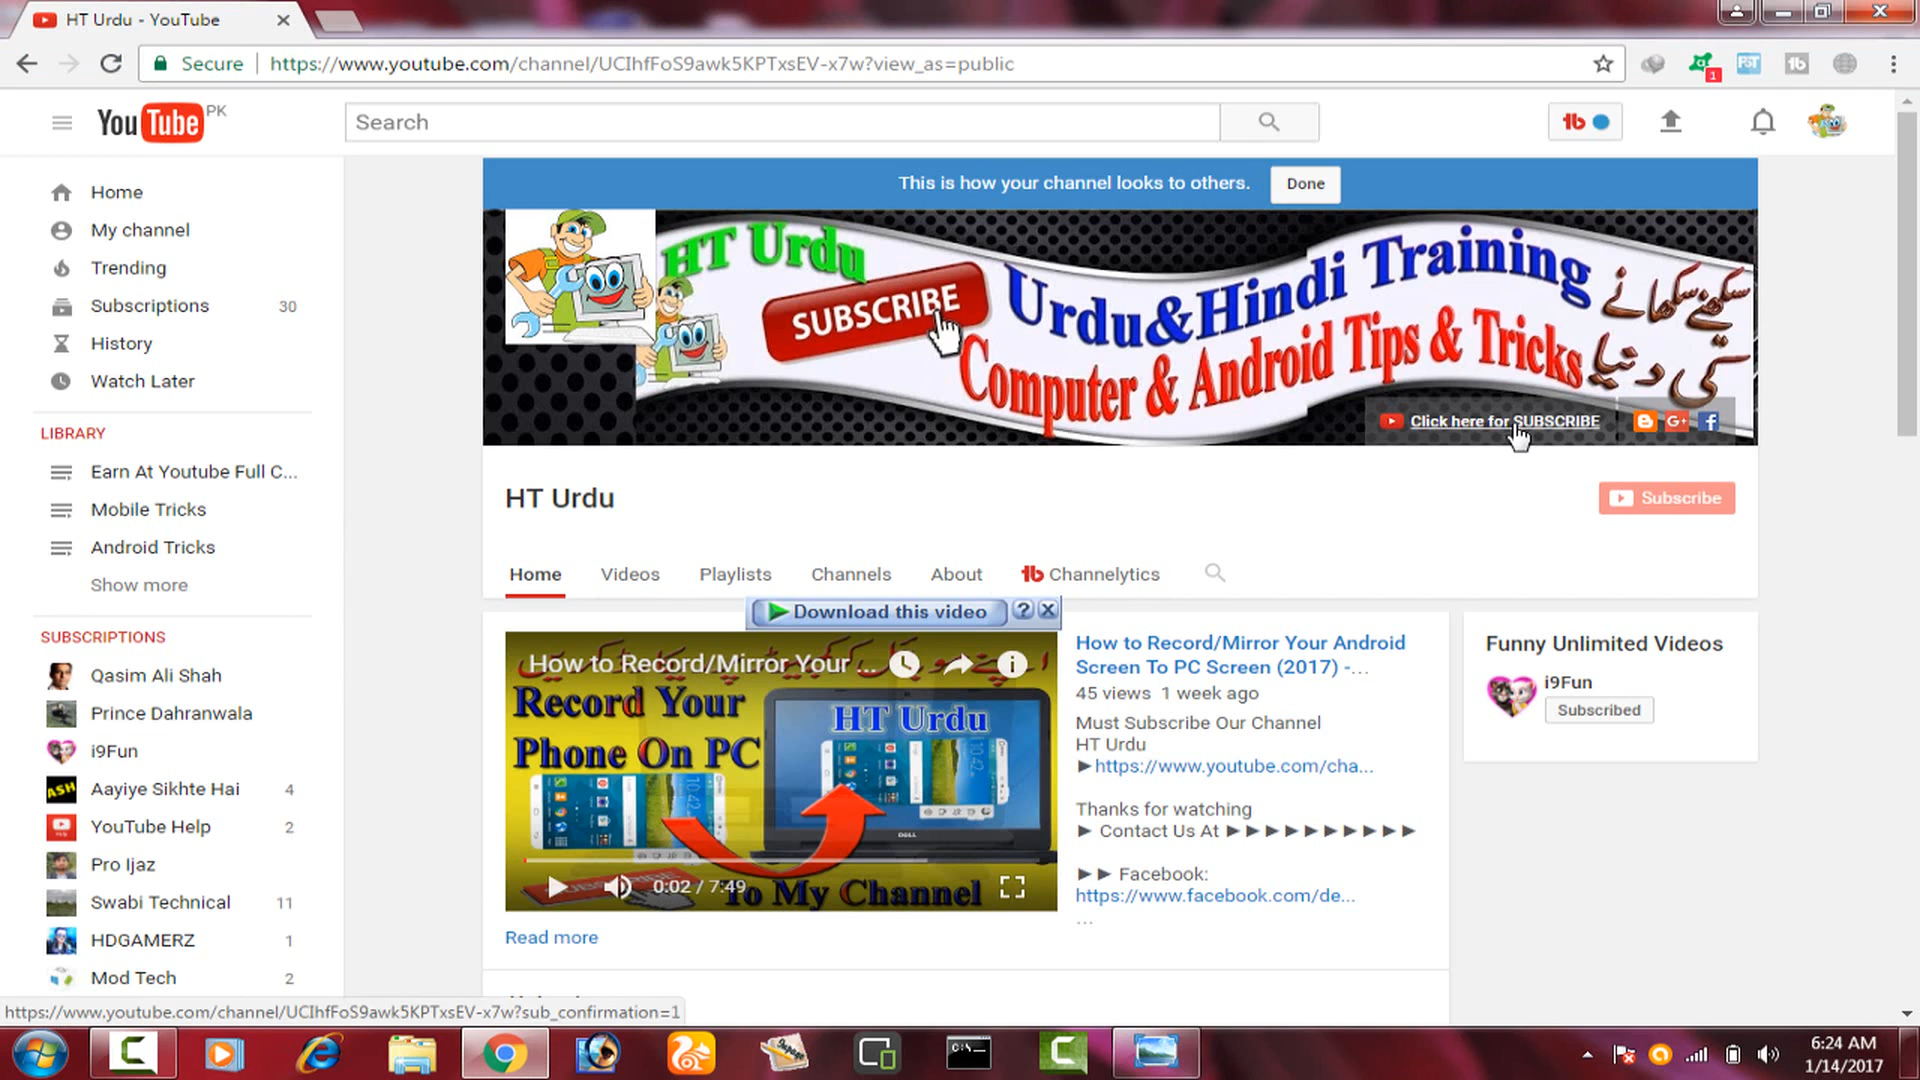 HT Urdu - YouTube
Secure
https://www.youtube.com/channel/UCIhfFoS9awk5KPTxsEV-x7w?view_as=public
1
YouTube PK
Search
This is how your channel looks to others.
Done
Home
My channel
Trending
Subscriptions 30
History
Watch Later
LIBRARY
Earn At Youtube Full C...
Mobile Tricks
Android Tricks
Show more
SUBSCRIPTIONS
Qasim Ali Shah
Prince Dahranwala
i9Fun
Aayiye Sikhte Hai 4
YouTube Help 2
Pro Ijaz
Swabi Technical 11
HDGAMERZ 1
Mod Tech 2
HT Urdu
SUBSCRIBE
Urdu&Hindi Training
Computer & Android Tips & Tricks
سیکھنے سکھانے
کی دنیا
Click here for SUBSCRIBE
HT Urdu
Subscribe
Home Videos Playlists Channels About Channelytics
Download this video
How to Record/Mirror Your ...
Record Your
Phone On PC
HT Urdu
DELL
0:02 / 7:49
To My Channel
Read more
How to Record/Mirror Your Android
Screen To PC Screen (2017) -...
45 views 1 week ago
Must Subscribe Our Channel
HT Urdu
►https://www.youtube.com/cha...
Thanks for watching
► Contact Us At ►►►►►►►►►►
►► Facebook:
https://www.facebook.com/de...
...
Funny Unlimited Videos
i9Fun
Subscribed
https://www.youtube.com/channel/UCIhfFoS9awk5KPTxsEV-x7w?sub_confirmation=1
6:24 AM
1/14/2017